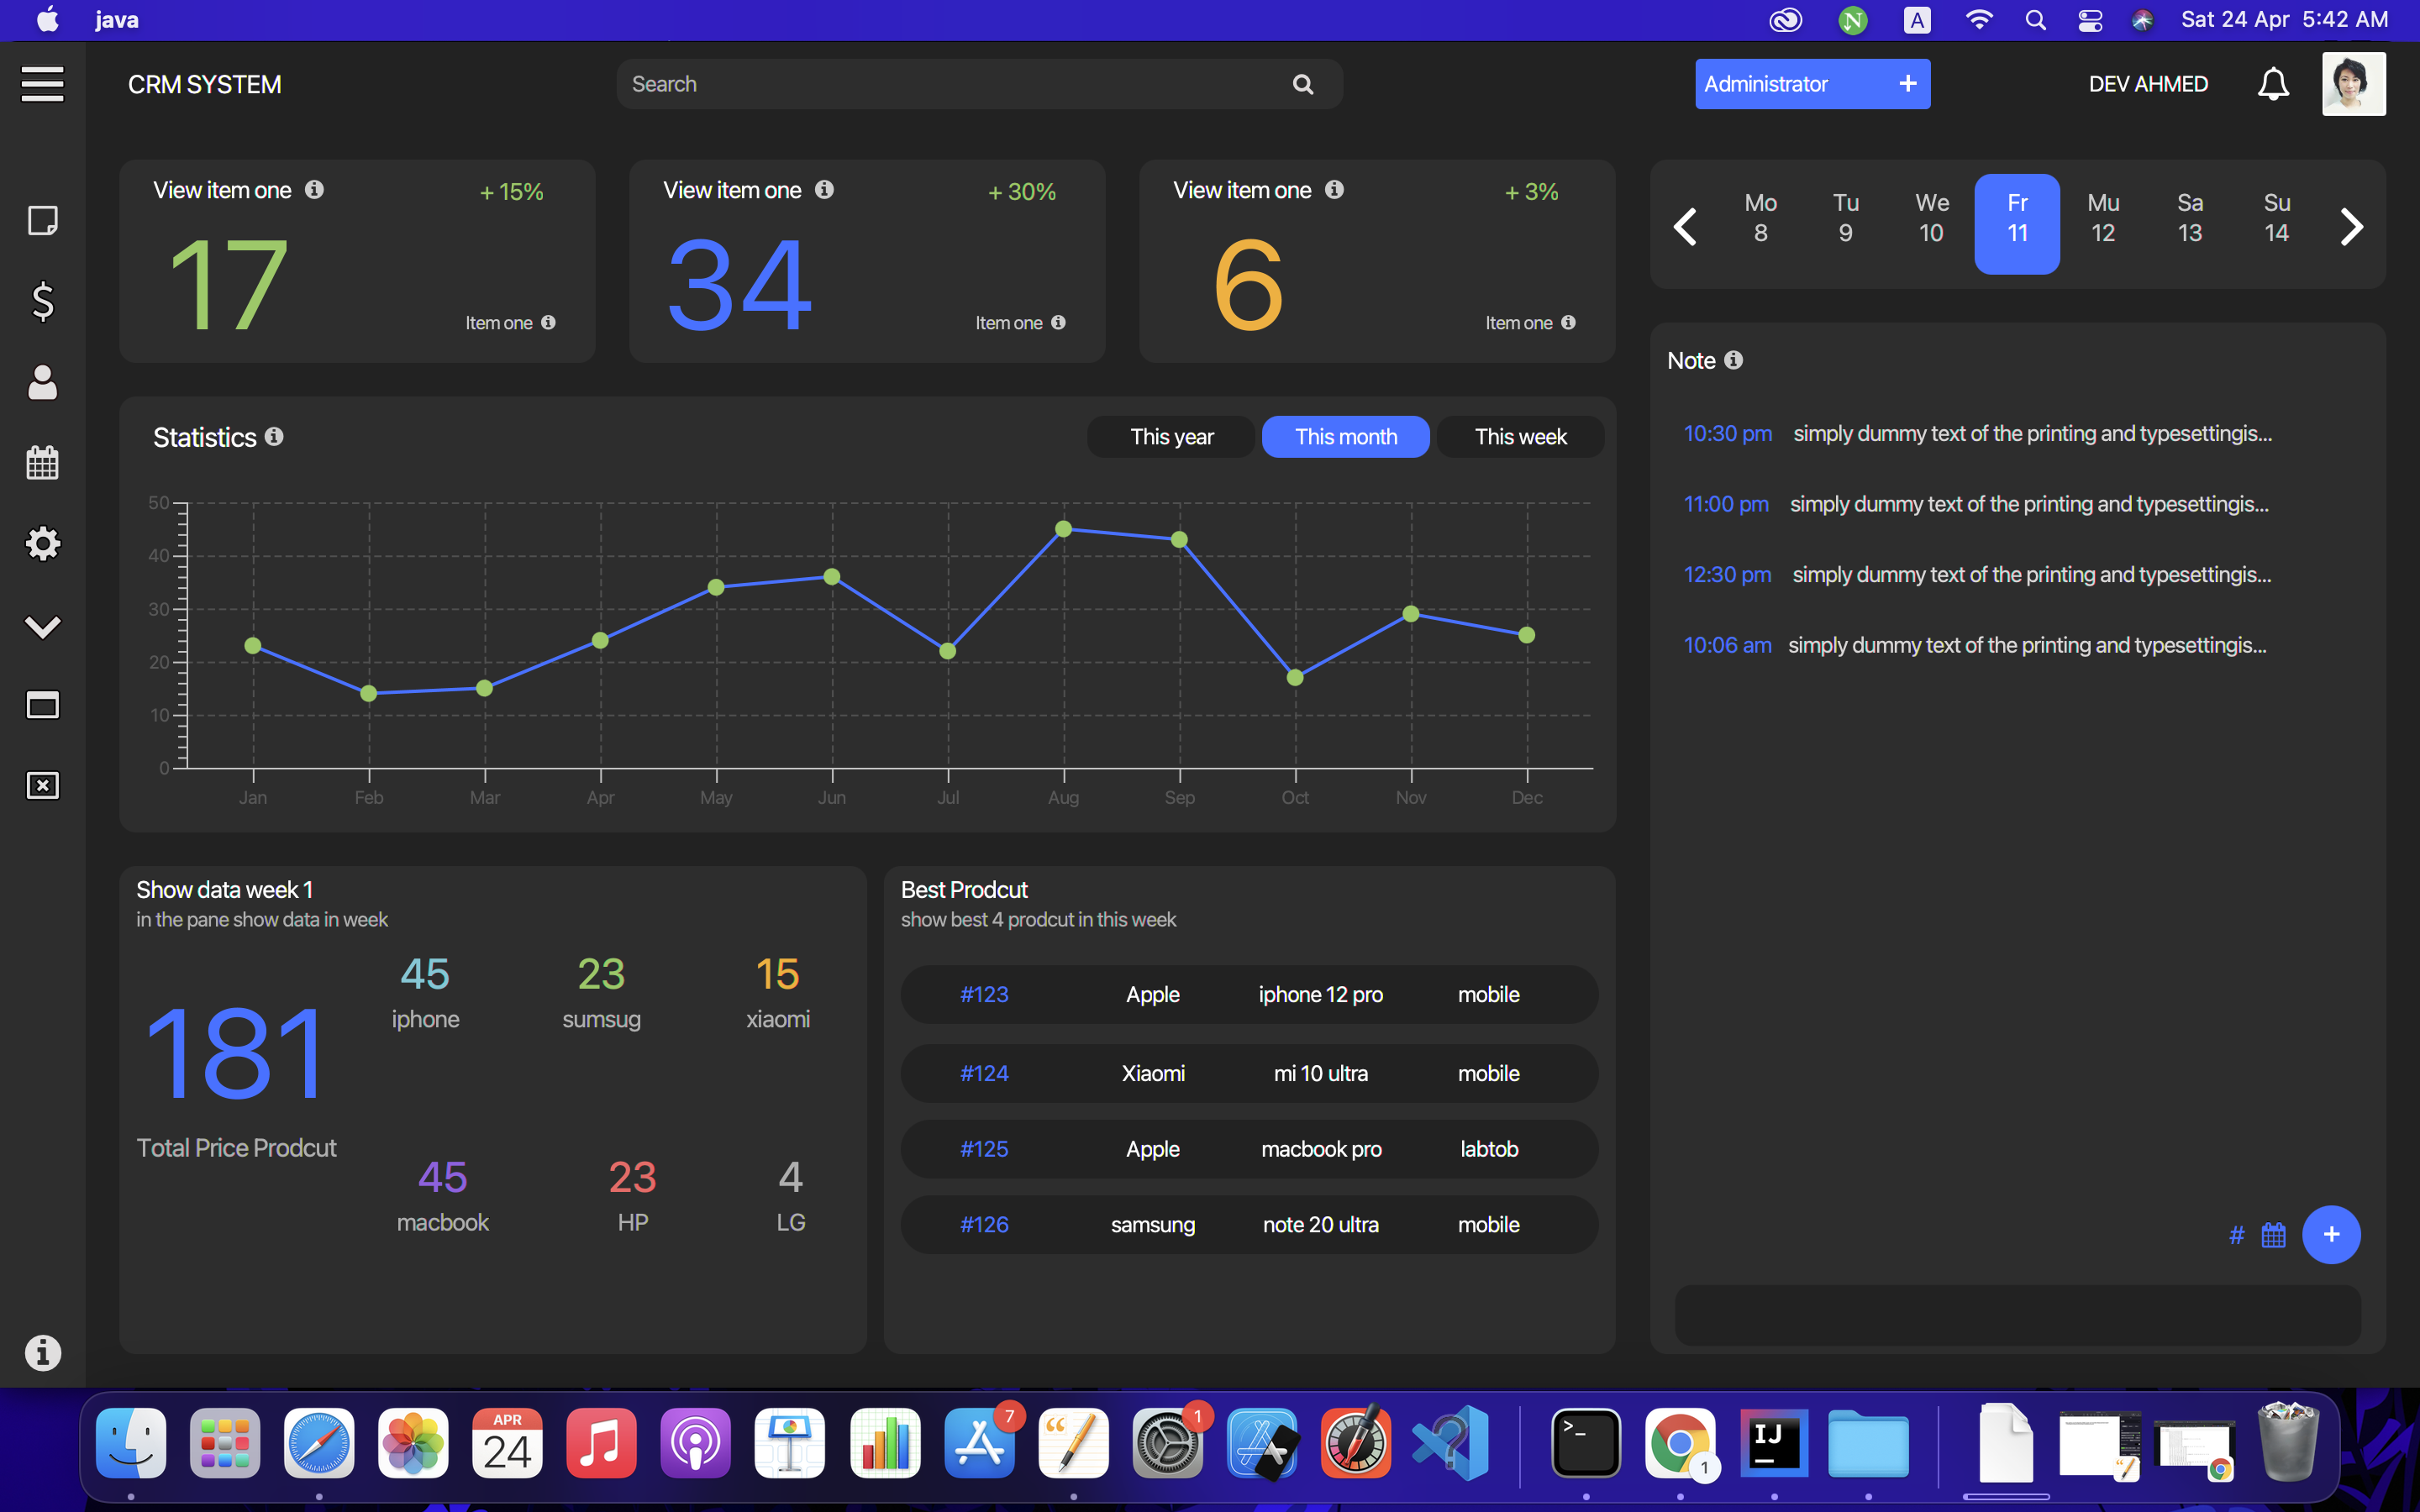 java
A
Sat 24 Apr 5:42 AM
CRM SYSTEM
Search
Administrator +
DEV AHMED
View item one
+ 15%
17
Item one
View item one
+ 30%
34
Item one
View item one
+ 3%
6
Item one
Mo Tu We Fr Mu Sa Su
8 9 10 11 12 13 14
Statistics
This year This month This week
50
40
30
20
10
0
Jan Feb Mar Apr May Jun Jul Aug Sep Oct Nov Dec
Note
10:30 pm simply dummy text of the printing and typesettingis...
11:00 pm simply dummy text of the printing and typesettingis...
12:30 pm simply dummy text of the printing and typesettingis...
10:06 am simply dummy text of the printing and typesettingis...
# +
Show data week 1
in the pane show data in week
181
Total Price Prodcut
45 23 15
iphone sumsug xiaomi
45 23 4
macbook HP LG
Best Prodcut
show best 4 prodcut in this week
#123 Apple iphone 12 pro mobile
#124 Xiaomi mi 10 ultra mobile
#125 Apple macbook pro labtob
#126 samsung note 20 ultra mobile
APR
24
7
1
>_
1
IJ